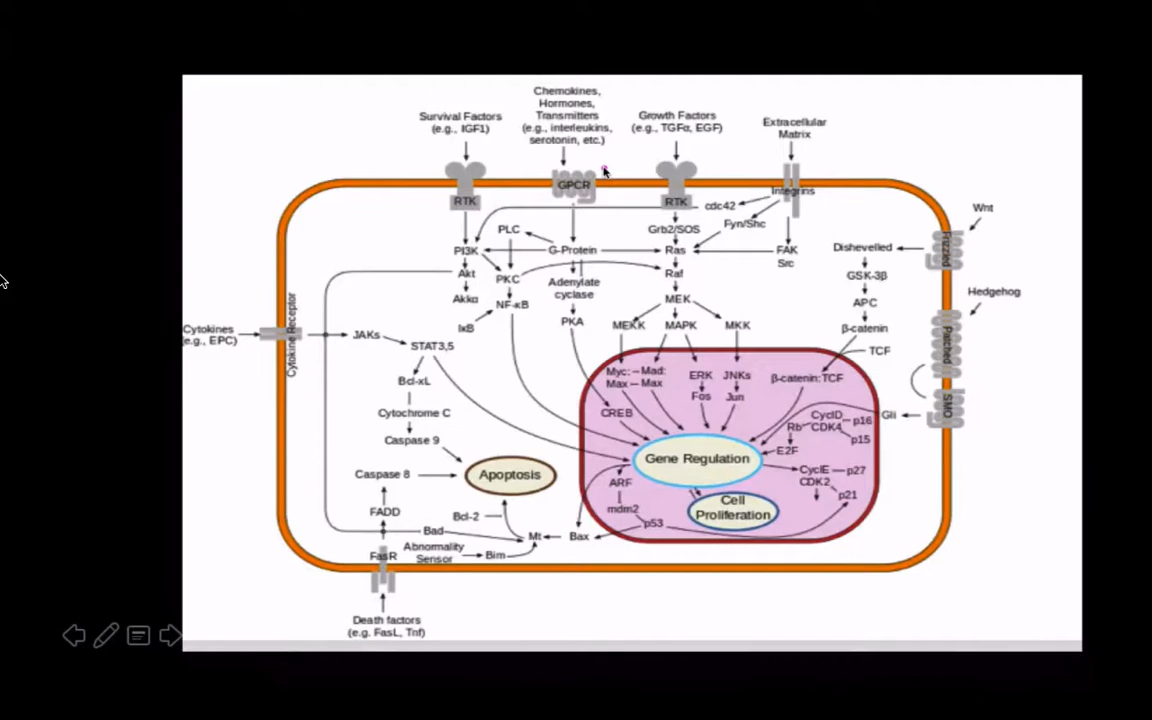 Chemokines,
Hormones,
Transmitters
(e.g., interleukins,
serotonin, etc.)
Survival Factors
(e.g., IGF1)
Growth Factors
(e.g., TGFα, EGF)
Extracellular
Matrix
RTK
GPCR
RTK
Integrins
cdc42
Fyn/Shc
Wnt
Frizzled
PLC
Grb2/SOS
PI3K
G-Protein
Ras
FAK
Src
Dishevelled
Akt
PKC
Adenylate
cyclase
Raf
GSK-3β
Hedgehog
Akkα
NF-κB
MEK
APC
IκB
PKA
MEKK
MAPK
MKK
β-catenin
Cytokines
(e.g., EPC)
Cytokine Receptor
JAKs
STAT3,5
TCF
Patched
Bcl-xL
Myc:
Mad:
Max
Max
ERK
JNKs
β-catenin:TCF
Fos
Jun
SMO
Cytochrome C
CREB
Gli
CyclD
CDK4
p16
p15
Rb
Caspase 9
E2F
Gene Regulation
Caspase 8
Apoptosis
CyclE
CDK2
p27
p21
ARF
Cell
Proliferation
FADD
Bcl-2
mdm2
p53
Bad
Mt
Bax
FasR
Abnormality
Sensor
Bim
Death factors
(e.g. FasL, Tnf)